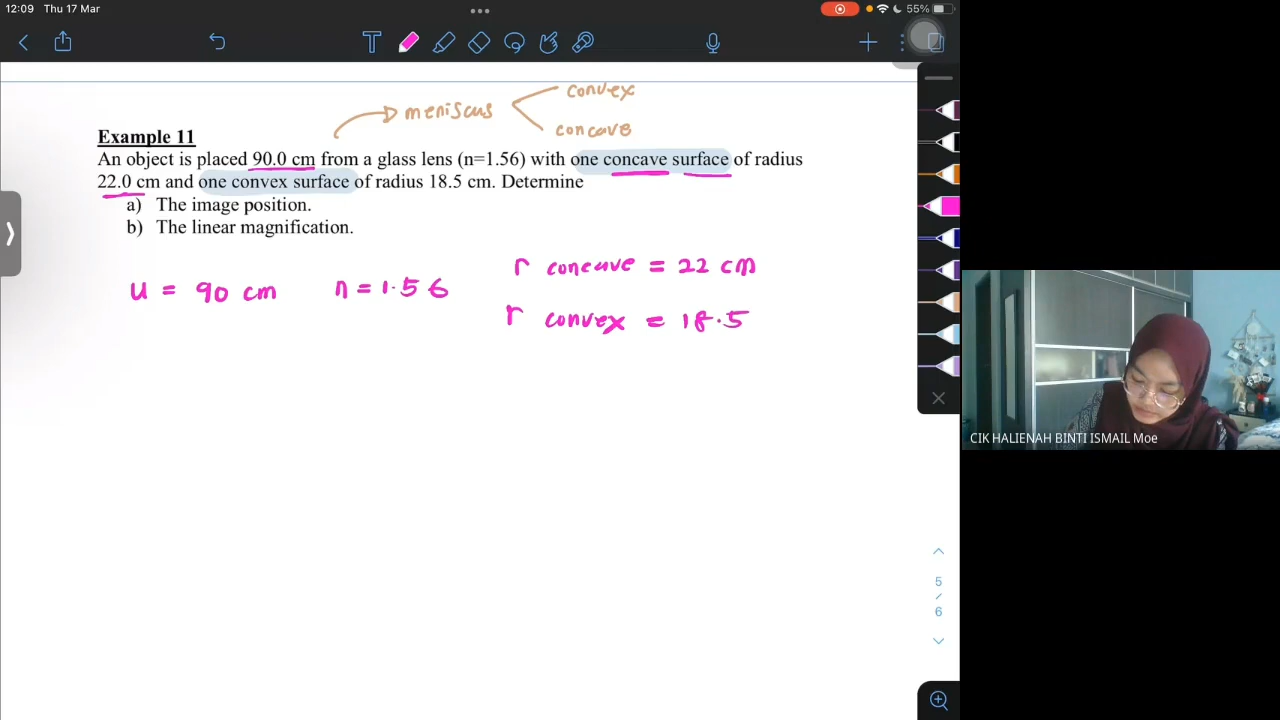 12:09 Thu 17 Mar
55%
convex
meniscus
concave
Example 11
An object is placed 90.0 cm from a glass lens (n=1.56) with one concave surface of radius
22.0 cm and one convex surface of radius 18.5 cm. Determine
a) The image position.
b) The linear magnification.
r concave = 22 cm
u = 90 cm n = 1.56
r convex = 18.5
CIK HALIENAH BINTI ISMAIL Moe
5
/
6